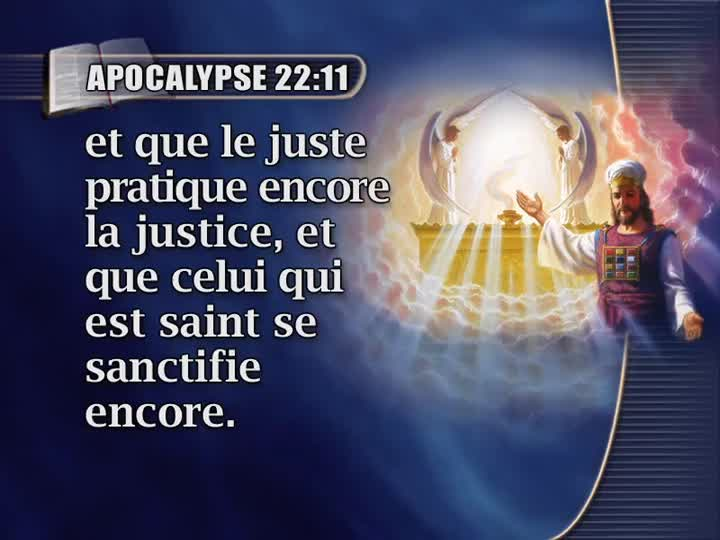 APOCALYPSE 22:11
et que le juste
pratique encore
la justice, et
que celui qui
est saint se
sanctifie
encore.